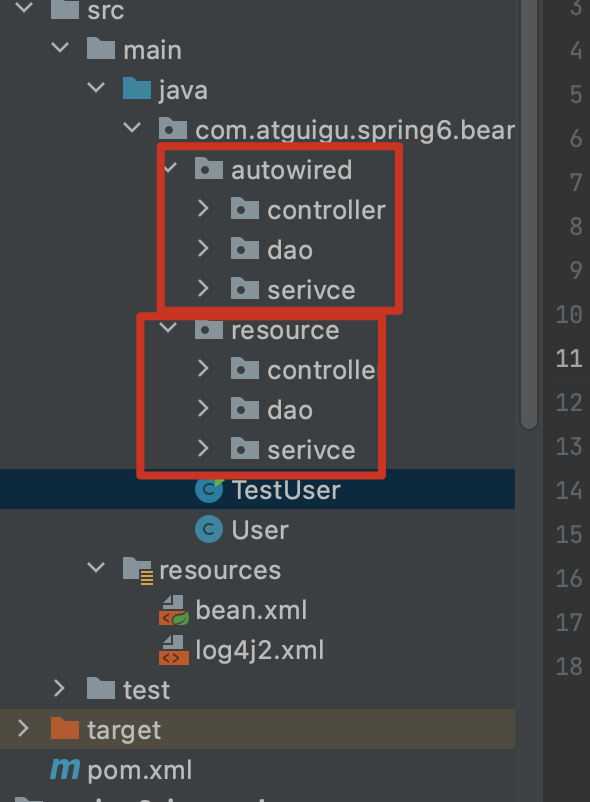 src
3
main
4
java
5
com.atguigu.spring6.bear
6
autowired
7
controller
8
dao
9
serivce
10
resource
11
controlle
12
dao
13
serivce
14
TestUser
15
User
16
resources
17
bean.xml
18
log4j2.xml
test
target
pom.xml